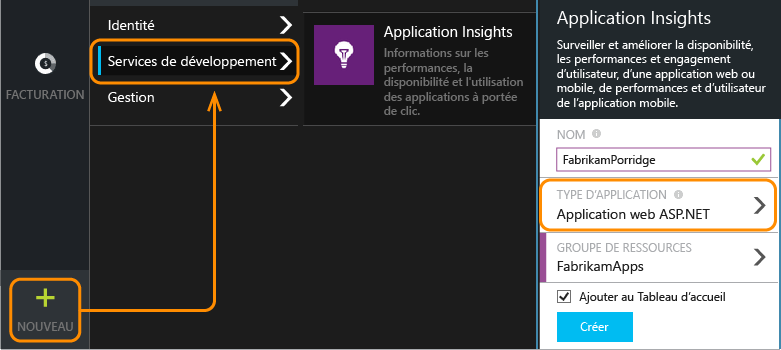 FACTURATION
NOUVEAU
Identité
Services de développement
Gestion
Application Insights
Informations sur les
performances, la
disponibilité et l'utilisation
des applications à portée
de clic.
Application Insights
Surveiller et améliorer la disponibilité,
les performances et engagement
d'utilisateur, d'une application web ou
mobile, de performances et d'utilisateur
de l'application mobile.
NOM
FabrikamPorridge
TYPE D'APPLICATION
Application web ASP.NET
GROUPE DE RESSOURCES
FabrikamApps
Ajouter au Tableau d'accueil
Créer